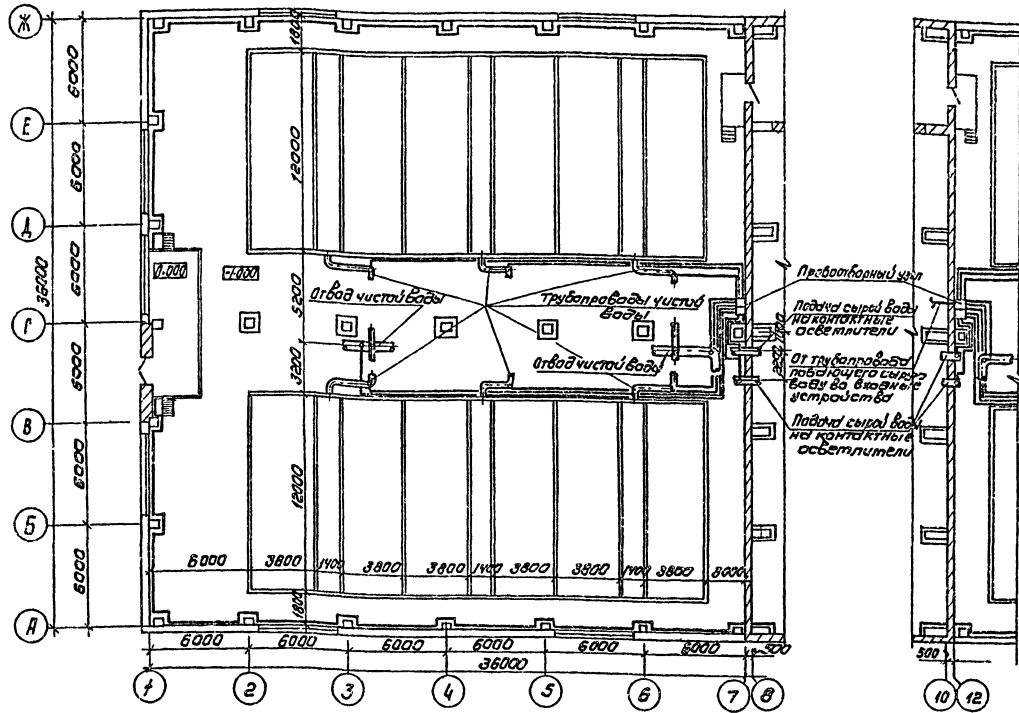 Ж
Е
Д
Г
В
Б
А
6000
6000
6000
6000
6000
6000
36000
1800
12000
5200
3200
12000
1800
0.000
-1.000
Отвод чистой воды
Трубопроводы чистой
воды
Отвод чистой воды
Пробоотборный узел
Подача сырой воды
на контактные
осветлители
От трубопровода
подающего сырую
воду во входные
устройства
Подача сырой воды
на контактные
осветлители
6000
3800
1400
3800
3800
1400
3800
3800
1400
3800
6000
6000
6000
6000
6000
6000
500
36000
500
1
2
3
4
5
6
7
8
10
12